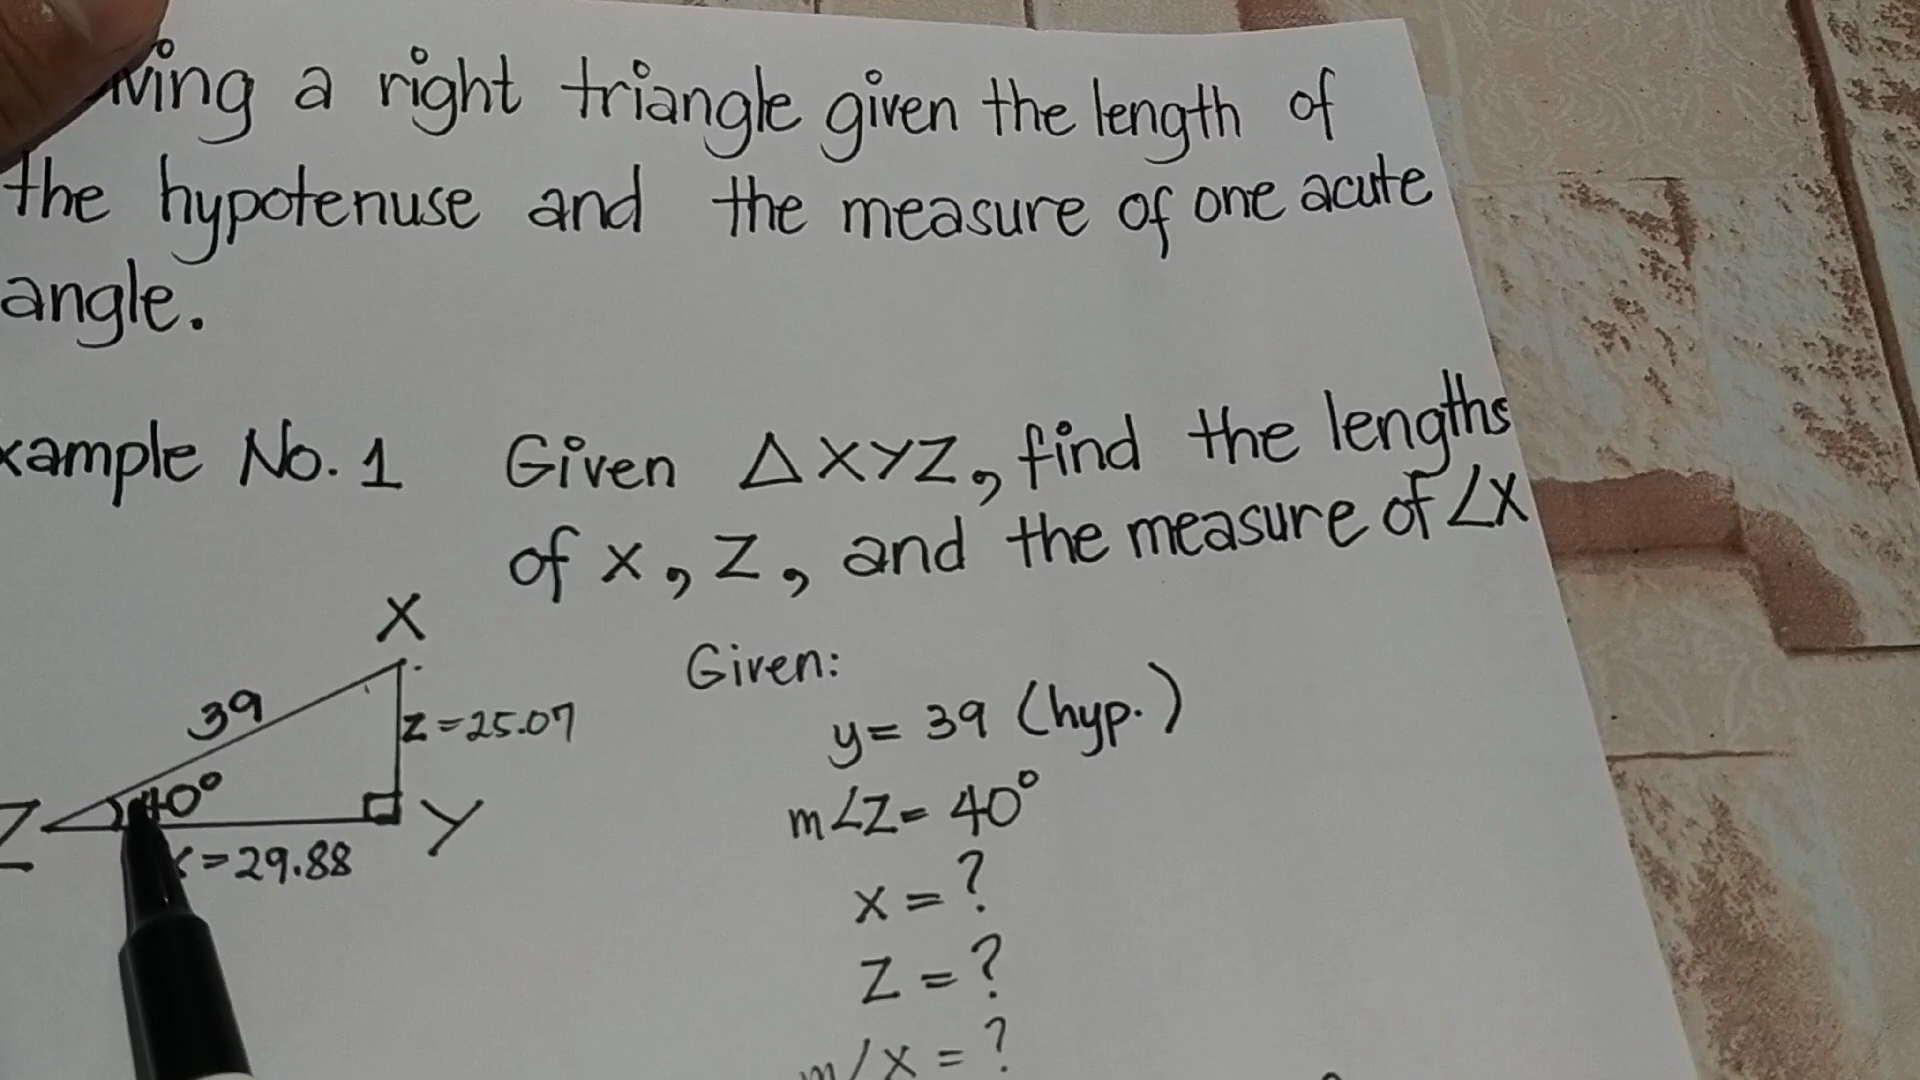 ving a right triangle given the length of
the hypotenuse and the measure of one acute
angle.
xample No. 1 Given △XYZ, find the lengths
of x, z, and the measure of ∠X
X
39
z=25.07
40°
Z
Y
x=29.88
Given:
y= 39 (hyp.)
m∠Z= 40°
x = ?
z = ?
m∠X = ?